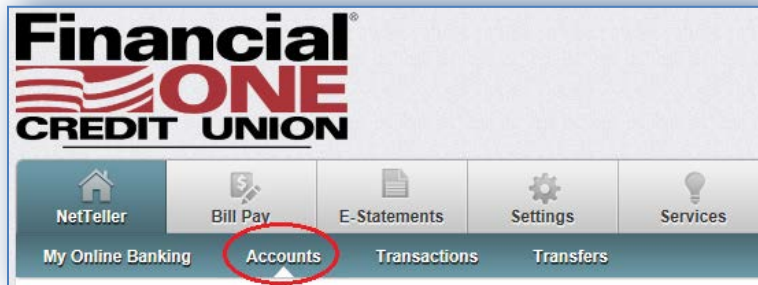 Financial®
ONE
CREDIT UNION
NetTeller Bill Pay E-Statements Settings Services
My Online Banking Accounts Transactions Transfers